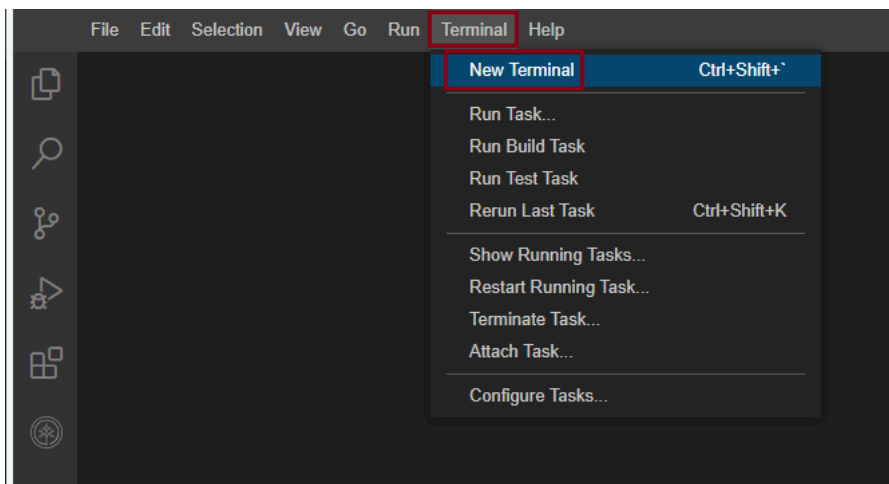 File Edit Selection View Go Run Terminal Help
New Terminal Ctrl+Shift+`
Run Task...
Run Build Task
Run Test Task
Rerun Last Task Ctrl+Shift+K
Show Running Tasks...
Restart Running Task...
Terminate Task...
Attach Task...
Configure Tasks...